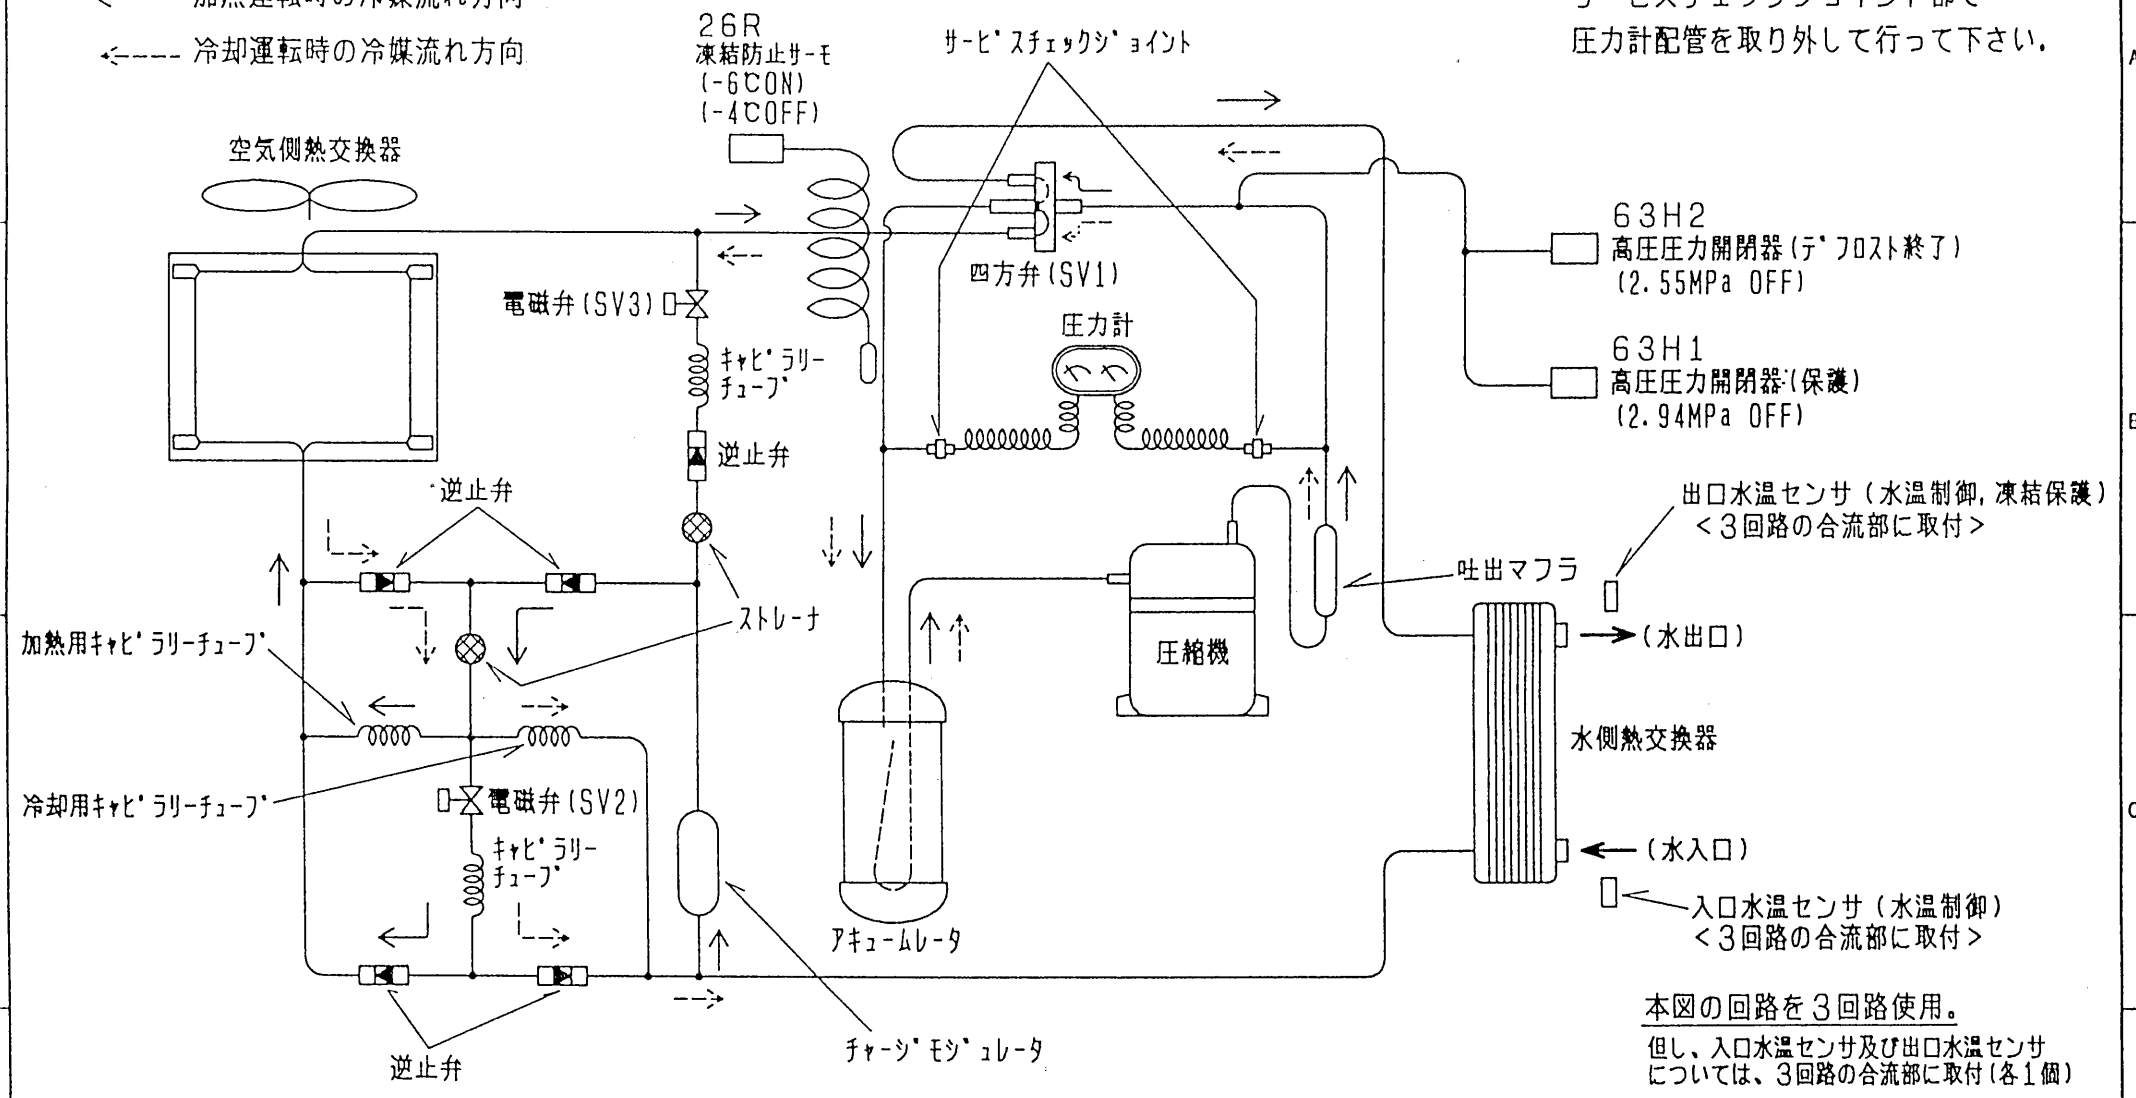 加熱運転時の冷媒流れ方向
冷却運転時の冷媒流れ方向
サービスチェックジョイント部で
圧力計配管を取り外して行って下さい.
26R
凍結防止サーモ
(-6℃ON)
(-4℃OFF)
サービスチェックジョイント
空気側熱交換器
63H2
高圧圧力開閉器(デフロスト終了)
(2.55MPa OFF)
四方弁(SV1)
電磁弁(SV3)
圧力計
63H1
高圧圧力開閉器(保護)
(2.94MPa OFF)
キャピラリー
チューブ
逆止弁
逆止弁
出口水温センサ(水温制御,凍結保護)
<3回路の合流部に取付>
吐出マフラ
ストレーナ
加熱用キャピラリーチューブ
圧縮機
(水出口)
水側熱交換器
冷却用キャピラリーチューブ
電磁弁(SV2)
キャピラリー
チューブ
(水入口)
入口水温センサ(水温制御)
<3回路の合流部に取付>
アキュームレータ
チャージモジュレータ
逆止弁
本図の回路を3回路使用。
但し、入口水温センサ及び出口水温センサ
については、3回路の合流部に取付(各1個)
A
B
C